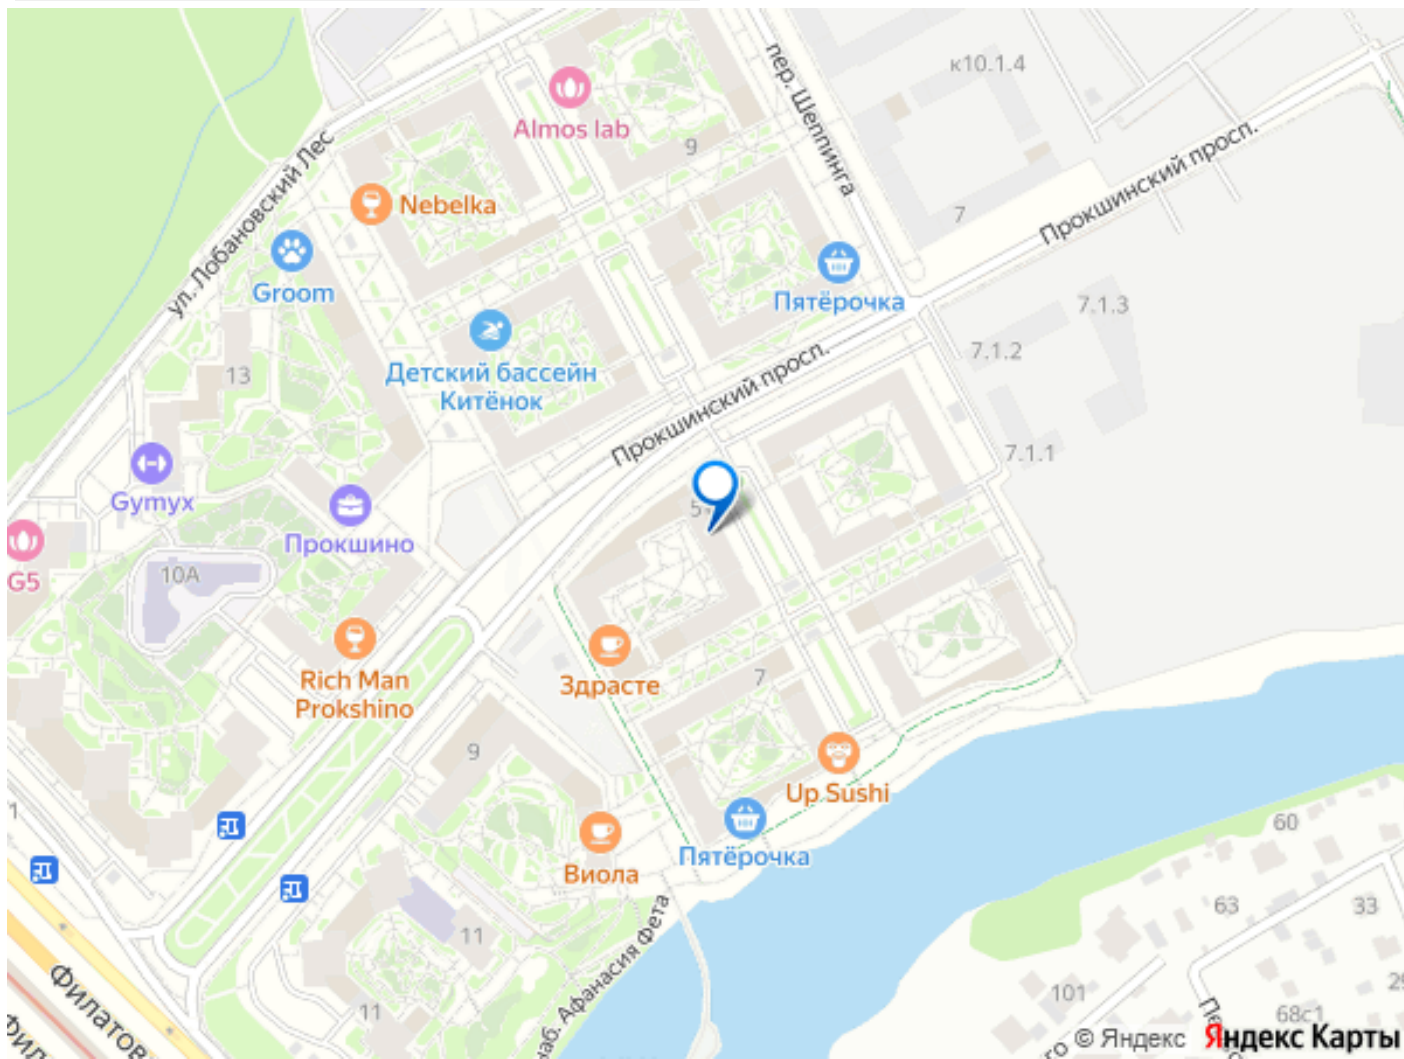 к10.1.4
пер. Шеппинга
Almos lab
9
Прокшинский просп.
ул. Лобановский Лес
Nebelka
7
Groom
Пятёрочка
7.1.3
7.1.2
Детский бассейн
Китёнок
13
Прокшинский просп.
7.1.1
Gymyx
5
Прокшино
G5
10А
Rich Man
Prokshino
Здрасте
7
9
Up Sushi
1
60
Виола
Пятёрочка
63
33
11
наб. Афанасия Фета
101
11
68с1
© Яндекс
Яндекс Карты